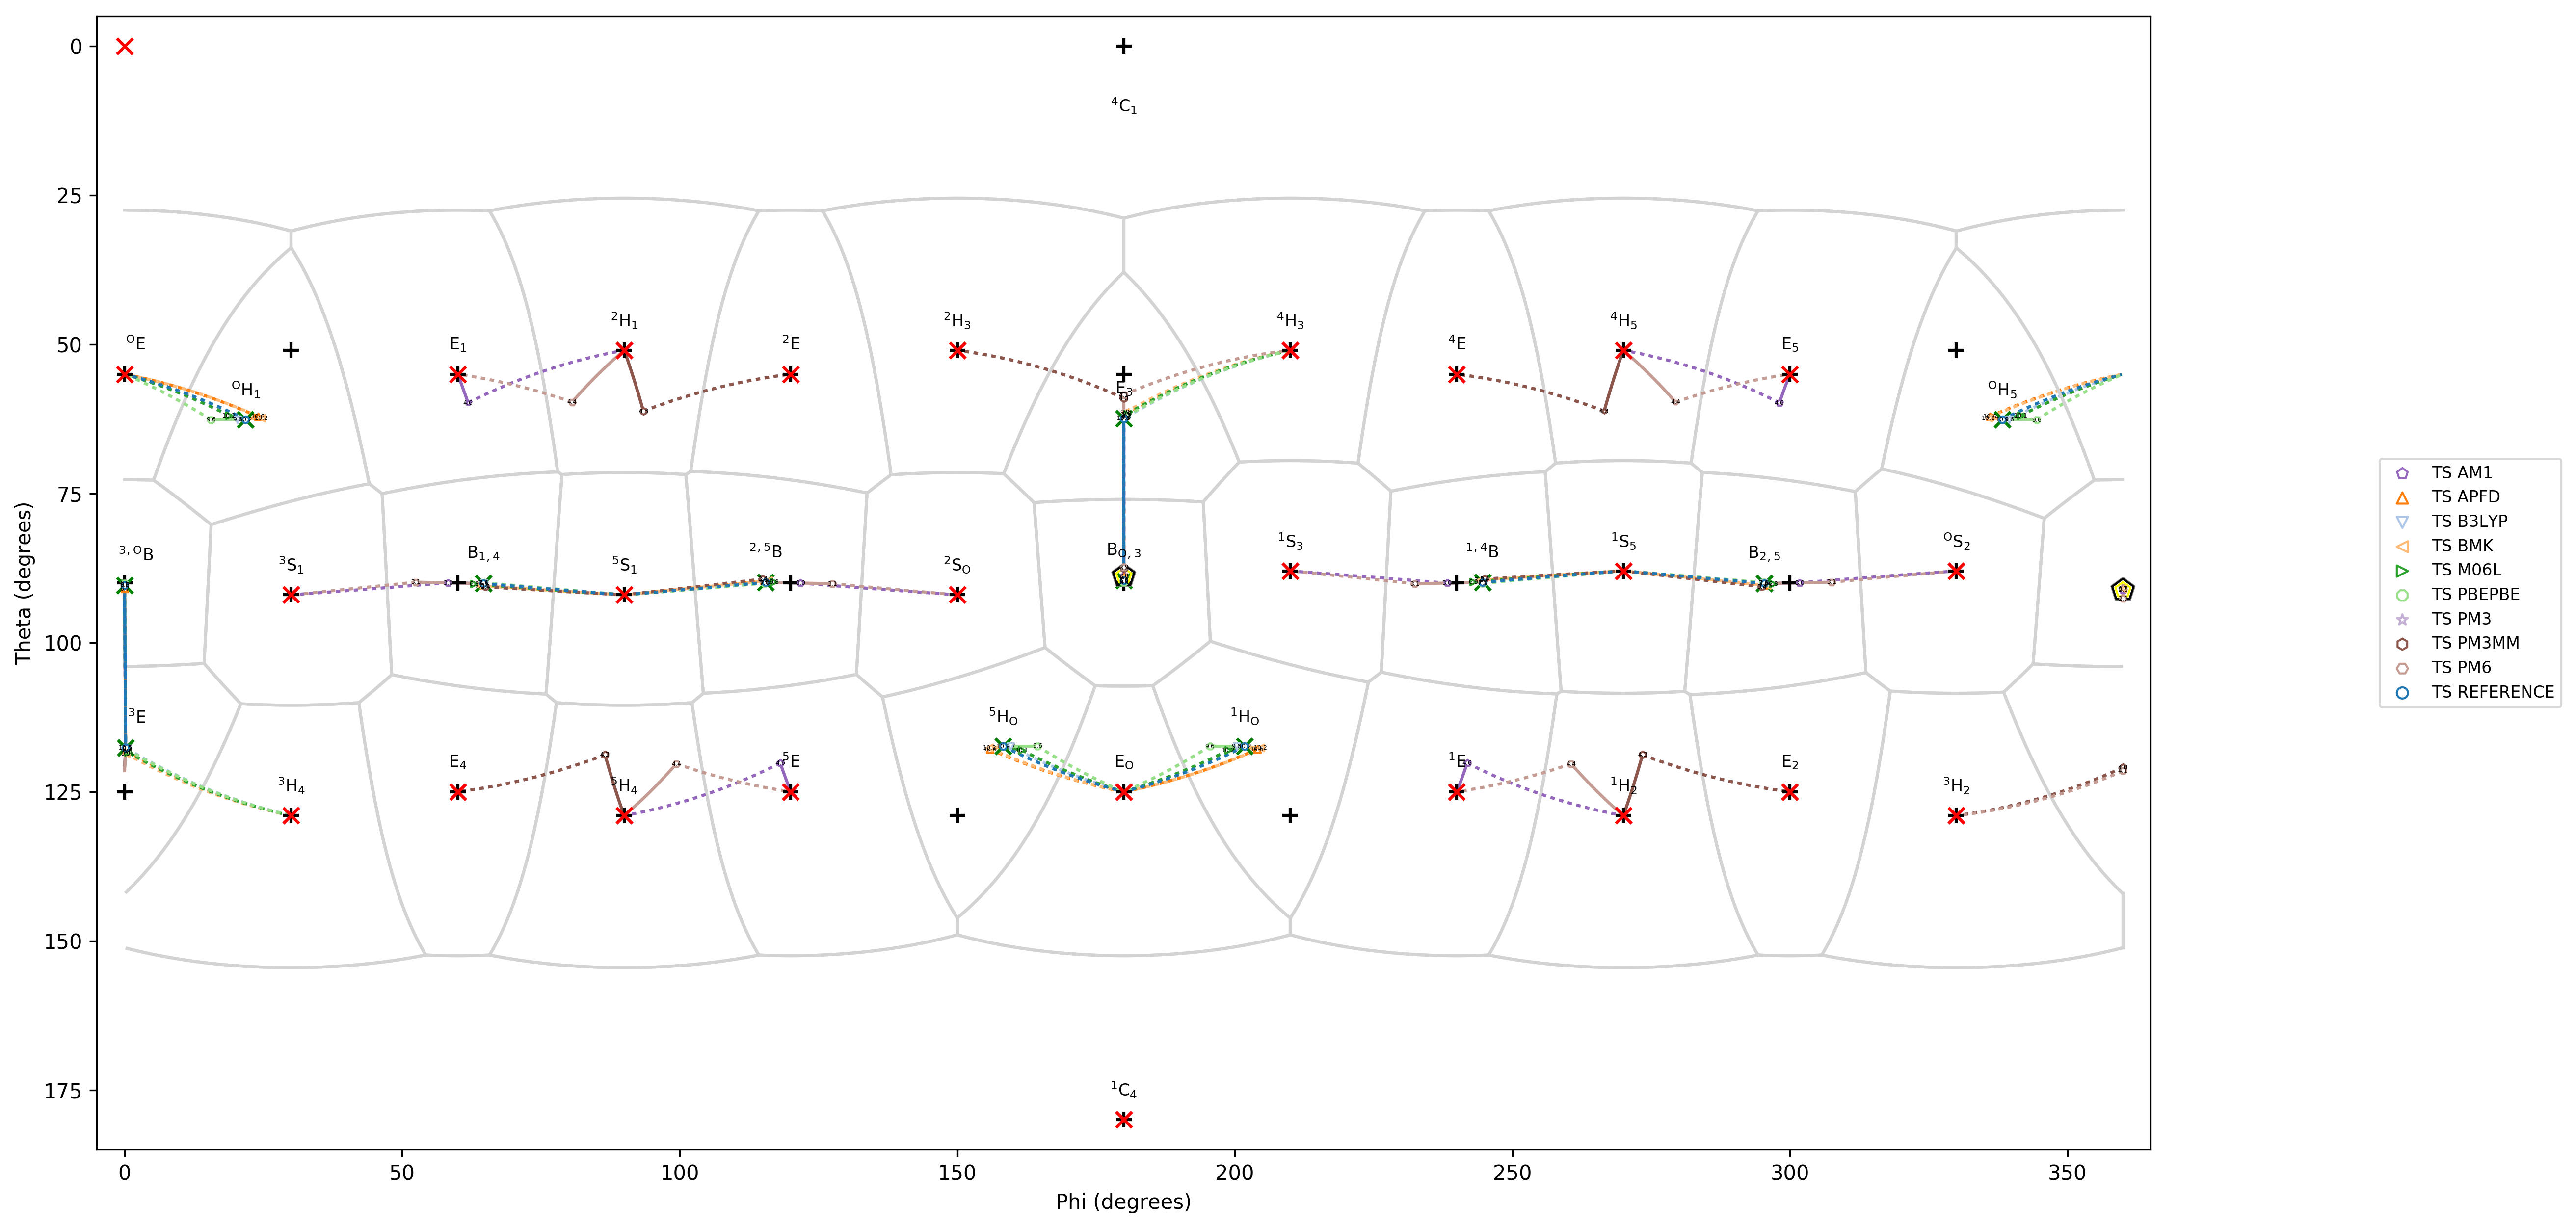 0
25
50
75
100
125
150
175
Theta (degrees)
⁴C₁
ᴼE
ᴼH₁
E₁
²H₁
²E
²H₃
E₃
⁴H₃
⁴E
⁴H₅
E₅
ᴼH₅
³,ᴼB
³S₁
B₁,₄
⁵S₁
²,⁵B
²Sₒ
Bₒ,₃
¹S₃
¹,⁴B
¹S₅
B₂,₅
ᴼS₂
³E
³H₄
E₄
⁵H₄
⁵E
⁵Hₒ
Eₒ
¹Hₒ
¹E
¹H₂
E₂
³H₂
¹C₄
0
50
100
150
200
250
300
350
Phi (degrees)
TS AM1
TS APFD
TS B3LYP
TS BMK
TS M06L
TS PBEPBE
TS PM3
TS PM3MM
TS PM6
TS REFERENCE